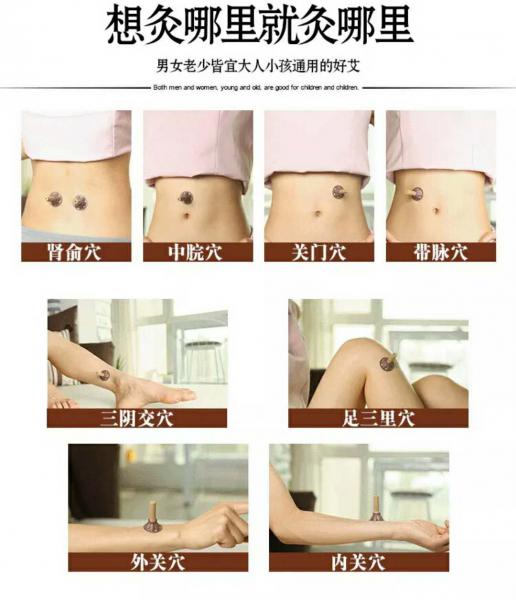 想灸哪里就灸哪里
男女老少皆宜大人小孩通用的好艾
Both men and women, young and old, are good for children and children.
肾俞穴
中脘穴
关门穴
带脉穴
三阴交穴
足三里穴
外关穴
内关穴